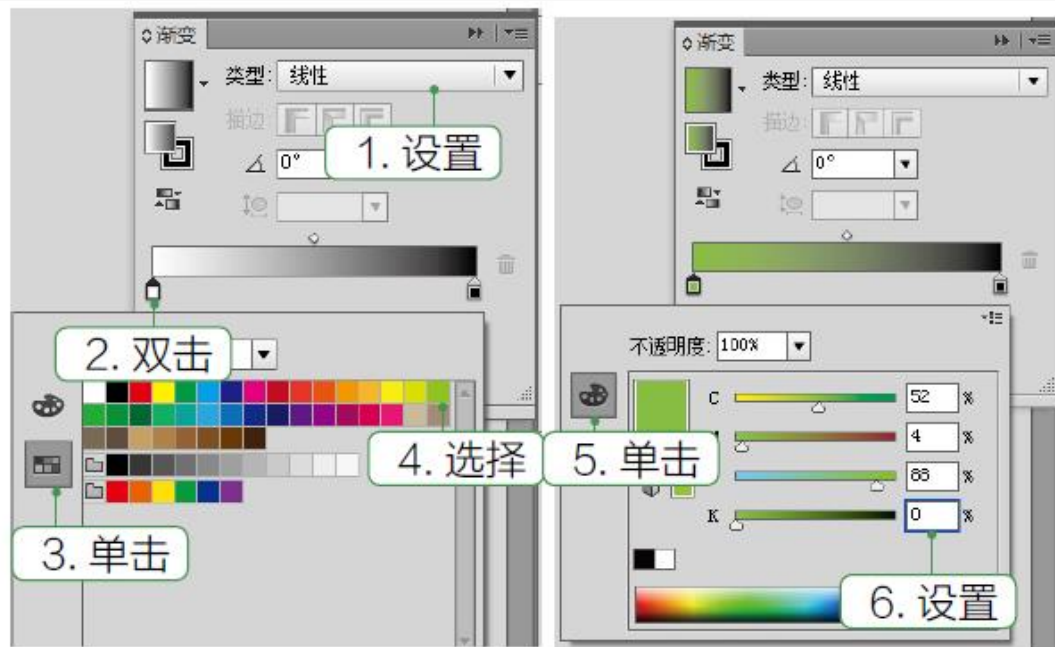 渐变
类型: 线性
描边:
1. 设置
0°
2. 双击
3. 单击
4. 选择
渐变
类型: 线性
描边:
0°
不透明度: 100%
C 52 %
4 %
5. 单击
88 %
K 0 %
6. 设置